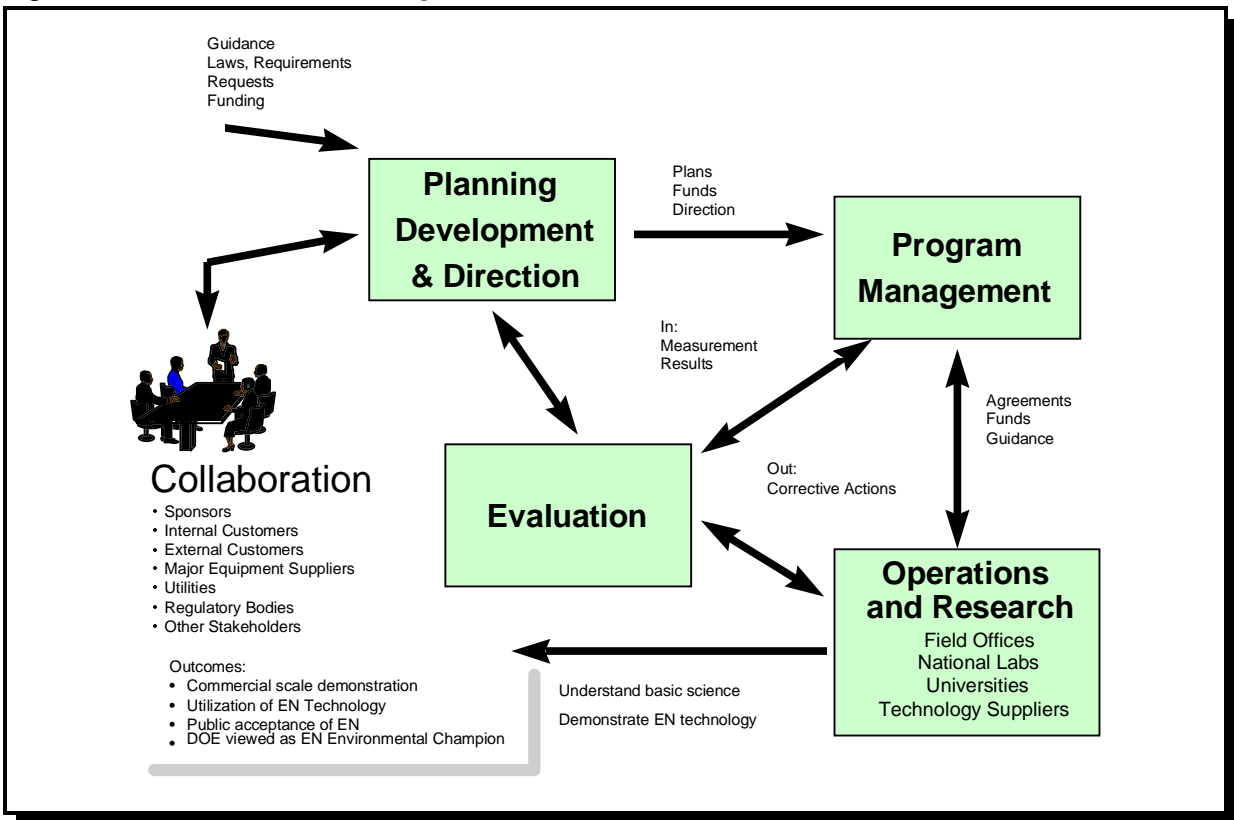 Guidance
Laws, Requirements
Requests
Funding
Planning
Development
& Direction
Plans
Funds
Direction
Program
Management
In:
Measurement
Results
Agreements
Funds
Guidance
Out:
Corrective Actions
Evaluation
Collaboration
• Sponsors
• Internal Customers
• External Customers
• Major Equipment Suppliers
• Utilities
• Regulatory Bodies
• Other Stakeholders
Operations
and Research
Field Offices
National Labs
Universities
Technology Suppliers
Outcomes:
• Commercial scale demonstration
• Utilization of EN Technology
• Public acceptance of EN
• DOE viewed as EN Environmental Champion
Understand basic science
Demonstrate EN technology